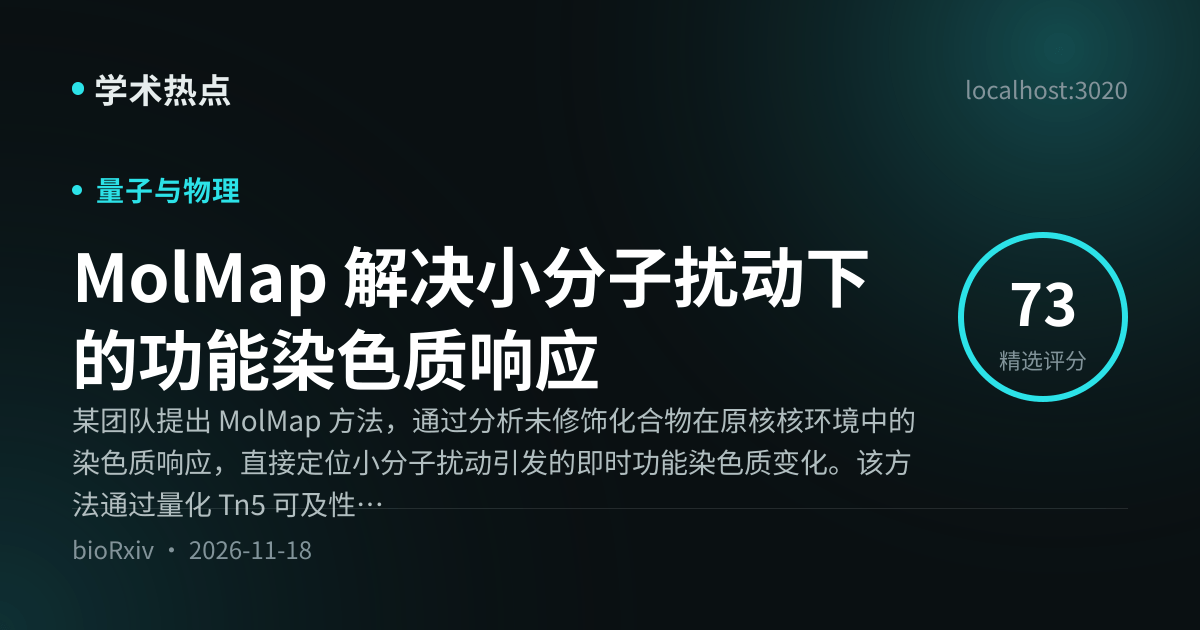 学术热点
localhost:3020
量子与物理
MolMap 解决小分子扰动下
的功能染色质响应
73
精选评分
某团队提出 MolMap 方法，通过分析未修饰化合物在原核核环境中的
染色质响应，直接定位小分子扰动引发的即时功能染色质变化。该方
法通过量化 Tn5 可及性…
bioRxiv · 2026-11-18